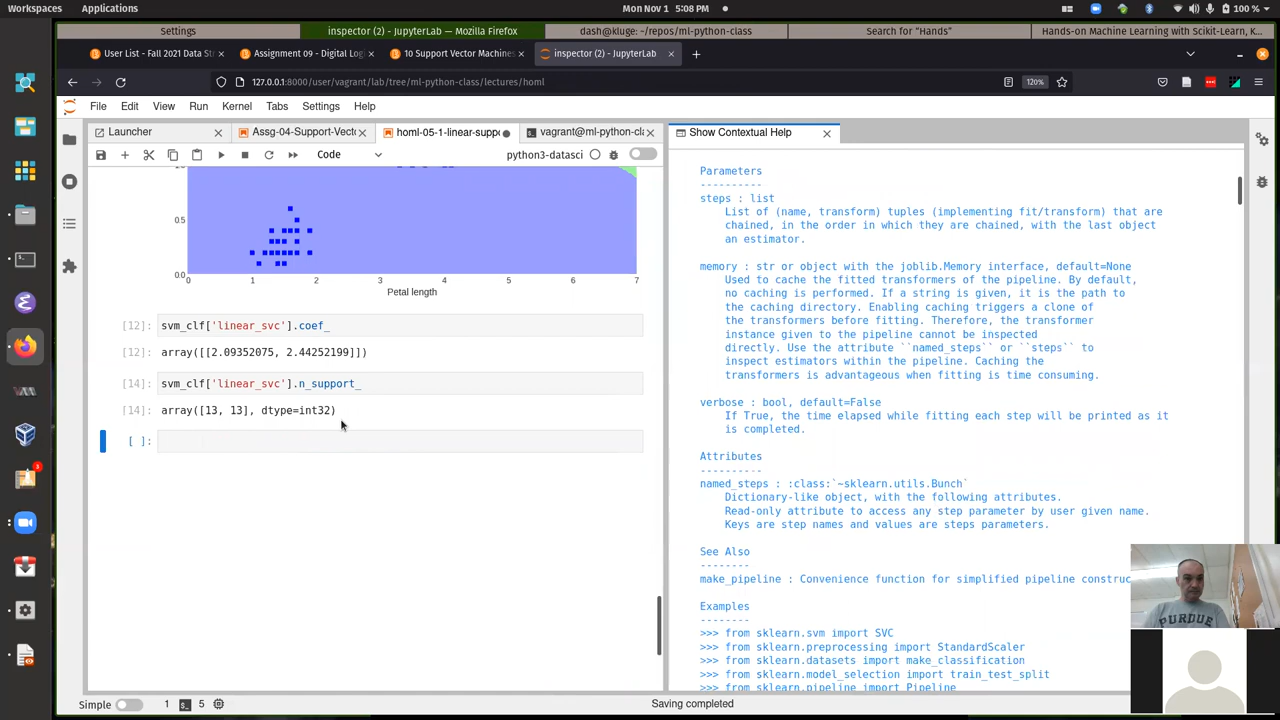 Workspaces
Applications
Mon Nov 1 5:08 PM
100 %
Settings
inspector (2) - JupyterLab — Mozilla Firefox
dash@kluge: ~/repos/ml-python-class
Search for "Hands"
Hands-on Machine Learning with Scikit-Learn, K...
User List - Fall 2021 Data St
Assignment 09 - Digital Logi
10 Support Vector Machines
inspector (2) - JupyterLab
127.0.0.1:8000/user/vagrant/lab/tree/ml-python-class/lectures/homl
120%
File
Edit
View
Run
Kernel
Tabs
Settings
Help
Launcher
Assg-04-Support-Vecto
homl-05-1-linear-suppo
vagrant@ml-python-cla
Show Contextual Help
Code
python3-datasci
0.5
0.0
0
1
2
3
4
5
6
7
Petal length
[12]:
svm_clf['linear_svc'].coef_
[12]:
array([[2.09352075, 2.44252199]])
[14]:
svm_clf['linear_svc'].n_support_
[14]:
array([13, 13], dtype=int32)
[ ]:
Parameters
----------
steps : list
List of (name, transform) tuples (implementing fit/transform) that are
chained, in the order in which they are chained, with the last object
an estimator.
memory : str or object with the joblib.Memory interface, default=None
Used to cache the fitted transformers of the pipeline. By default,
no caching is performed. If a string is given, it is the path to
the caching directory. Enabling caching triggers a clone of
the transformers before fitting. Therefore, the transformer
instance given to the pipeline cannot be inspected
directly. Use the attribute ``named_steps`` or ``steps`` to
inspect estimators within the pipeline. Caching the
transformers is advantageous when fitting is time consuming.
verbose : bool, default=False
If True, the time elapsed while fitting each step will be printed as it
is completed.
Attributes
----------
named_steps : :class:`~sklearn.utils.Bunch`
Dictionary-like object, with the following attributes.
Read-only attribute to access any step parameter by user given name.
Keys are step names and values are steps parameters.
See Also
--------
make_pipeline : Convenience function for simplified pipeline construc
Examples
--------
>>> from sklearn.svm import SVC
>>> from sklearn.preprocessing import StandardScaler
>>> from sklearn.datasets import make_classification
>>> from sklearn.model_selection import train_test_split
>>> from sklearn.pipeline import Pipeline
PURDUE
Simple
1
5
Saving completed